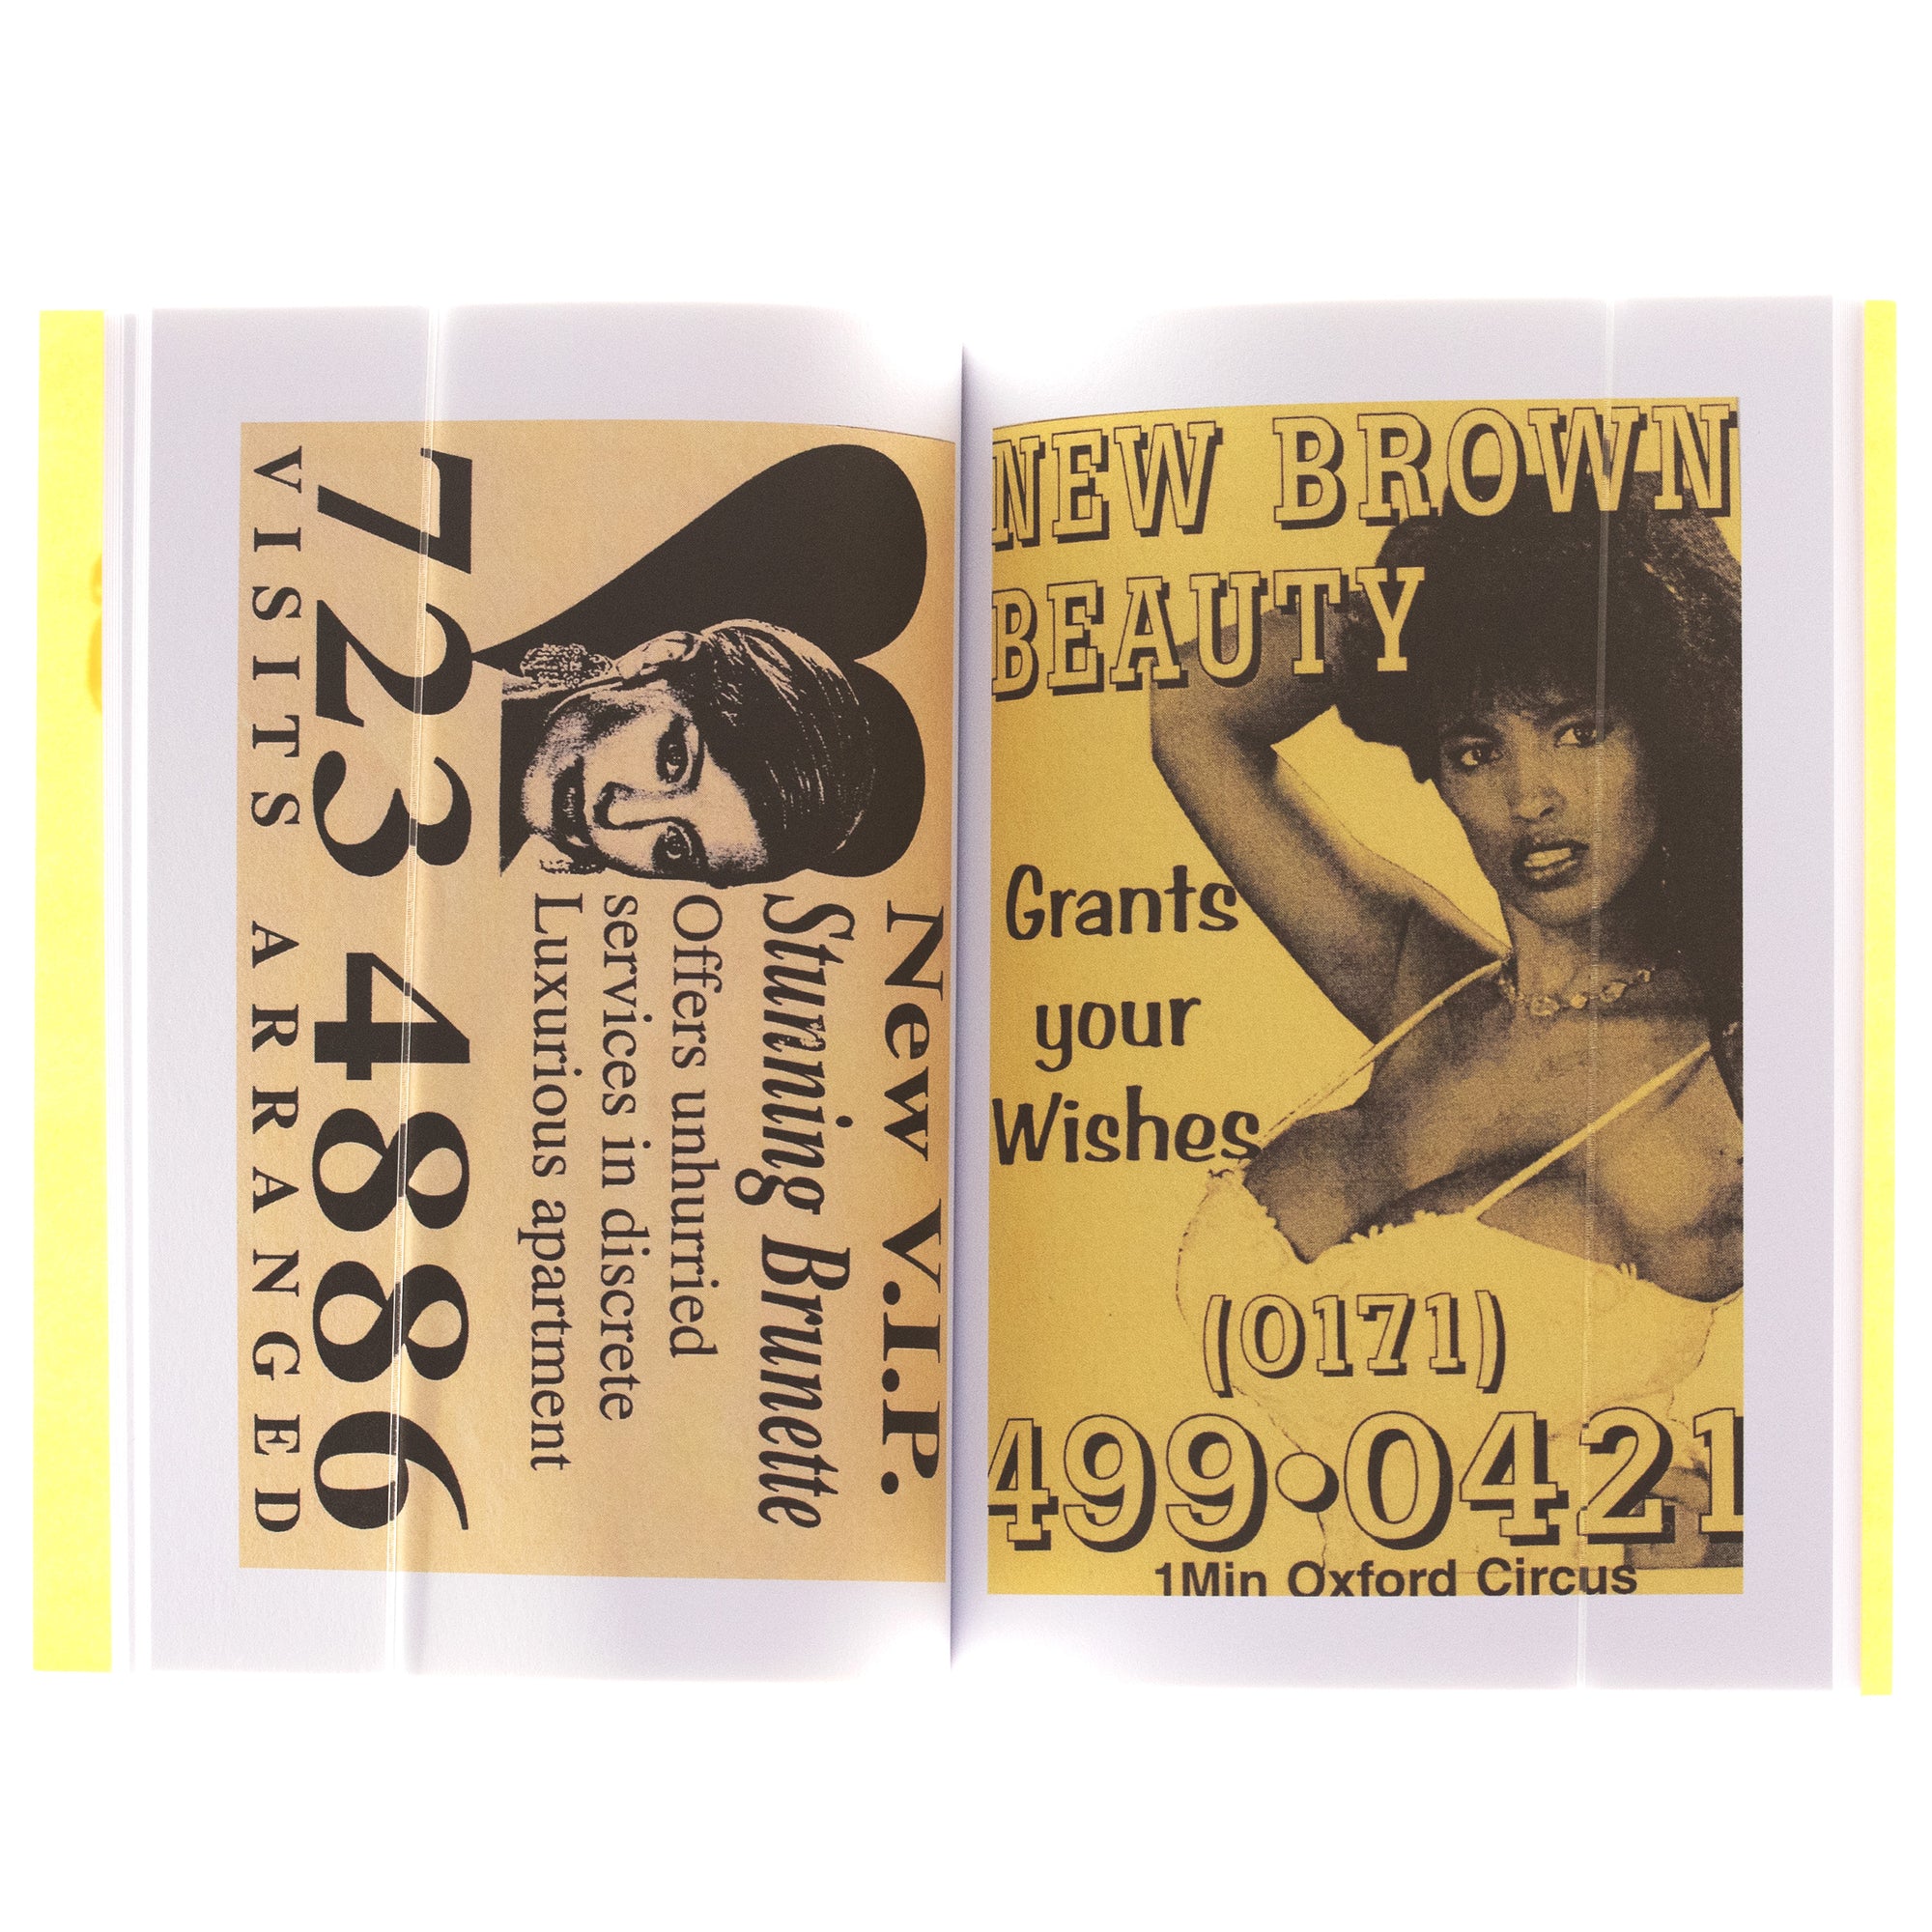 New V.I.P.
Stunning Brunette
Offers unhurried
services in discrete
Luxurious apartment
723 4886
VISITS ARRANGED
NEW BROWN
BEAUTY
Grants
your
Wishes
(0171)
499•0421
1Min Oxford Circus